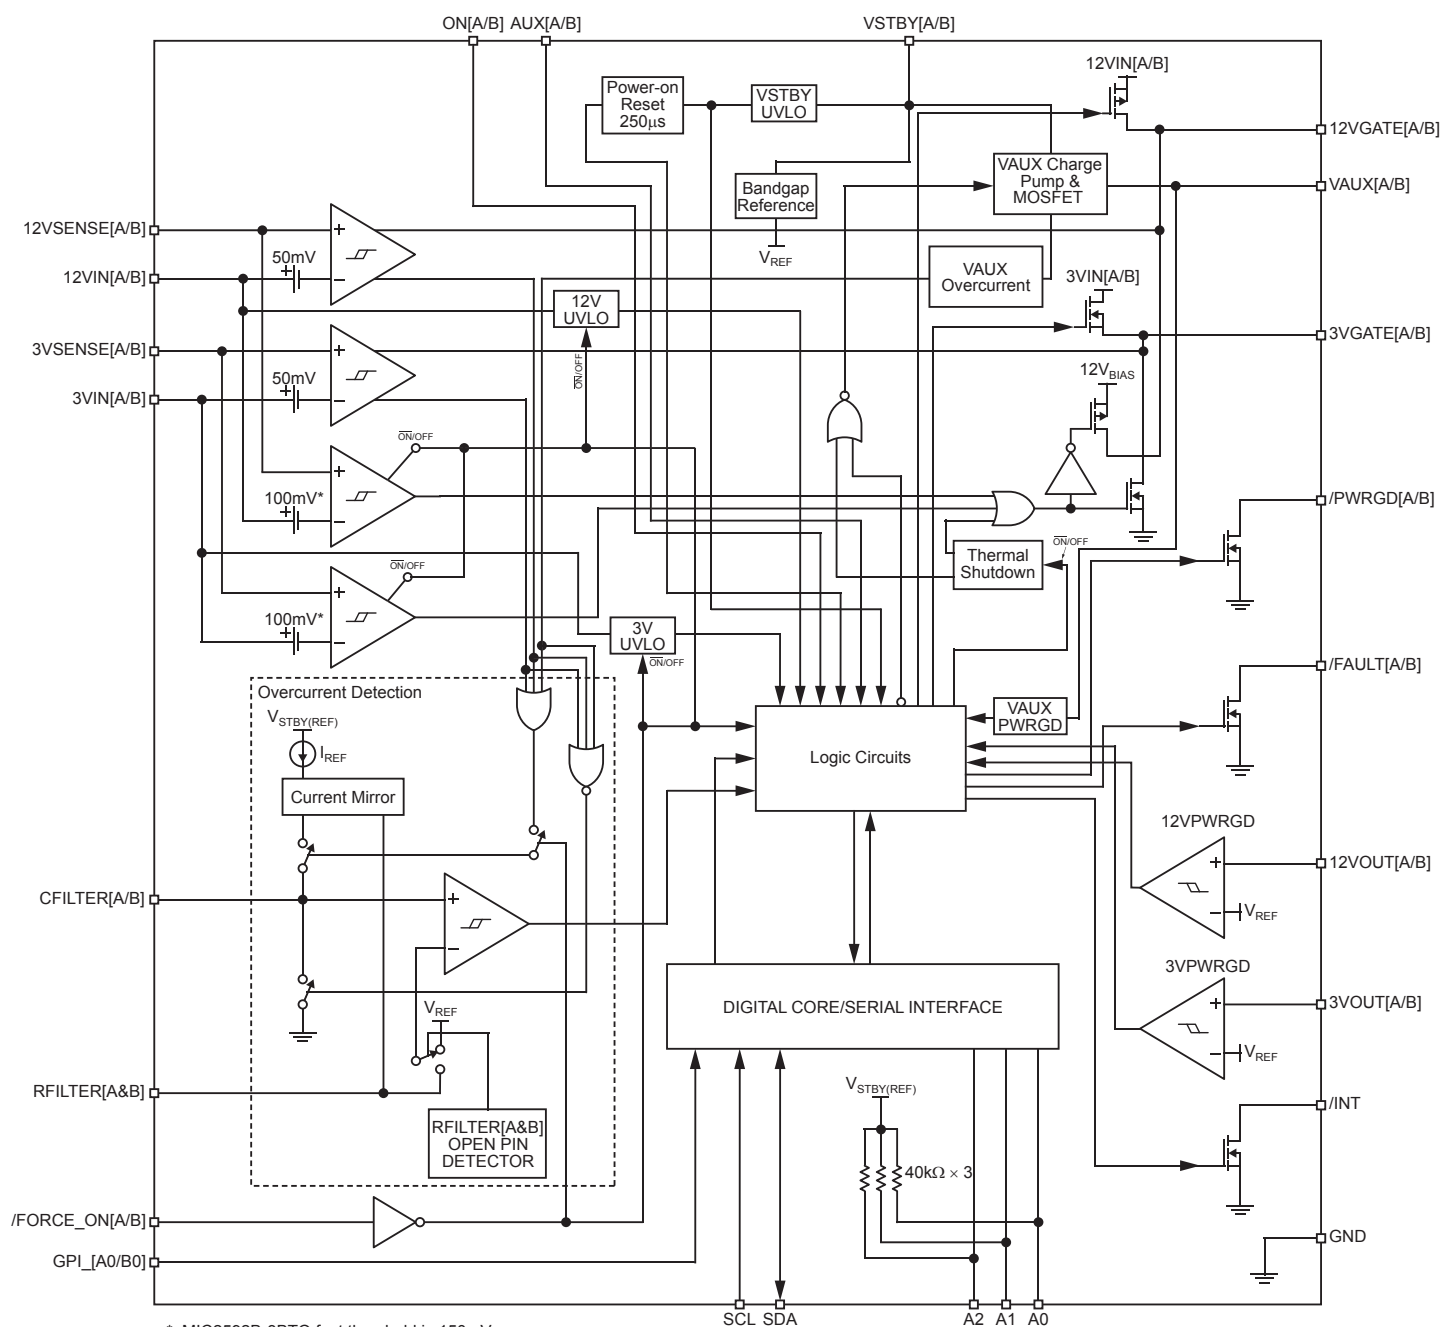 ON[A/B] AUX[A/B]
VSTBY[A/B]
12VIN[A/B]
Power-on
Reset
250µs
VSTBY
UVLO
12VGATE[A/B]
VAUX Charge
Pump &
MOSFET
VAUX[A/B]
Bandgap
Reference
VREF
12VSENSE[A/B]
+
50mV
+
−
12VIN[A/B]
VAUX
Overcurrent
3VIN[A/B]
12V
UVLO
ON/OFF
3VGATE[A/B]
3VSENSE[A/B]
+
50mV
+
−
3VIN[A/B]
12VBIAS
ON/OFF
+
100mV*
+
−
/PWRGD[A/B]
Thermal
Shutdown
ON/OFF
ON/OFF
+
100mV*
+
−
3V
UVLO
ON/OFF
/FAULT[A/B]
Overcurrent Detection
VSTBY(REF)
IREF
Current Mirror
Logic Circuits
VAUX
PWRGD
12VPWRGD
+
−
VREF
12VOUT[A/B]
CFILTER[A/B]
+
−
3VPWRGD
+
−
VREF
3VOUT[A/B]
DIGITAL CORE/SERIAL INTERFACE
VREF
RFILTER[A&B]
RFILTER[A&B]
OPEN PIN
DETECTOR
VSTBY(REF)
40kΩ × 3
/INT
/FORCE_ON[A/B]
GPI_[A0/B0]
GND
SCL SDA
A2 A1 A0